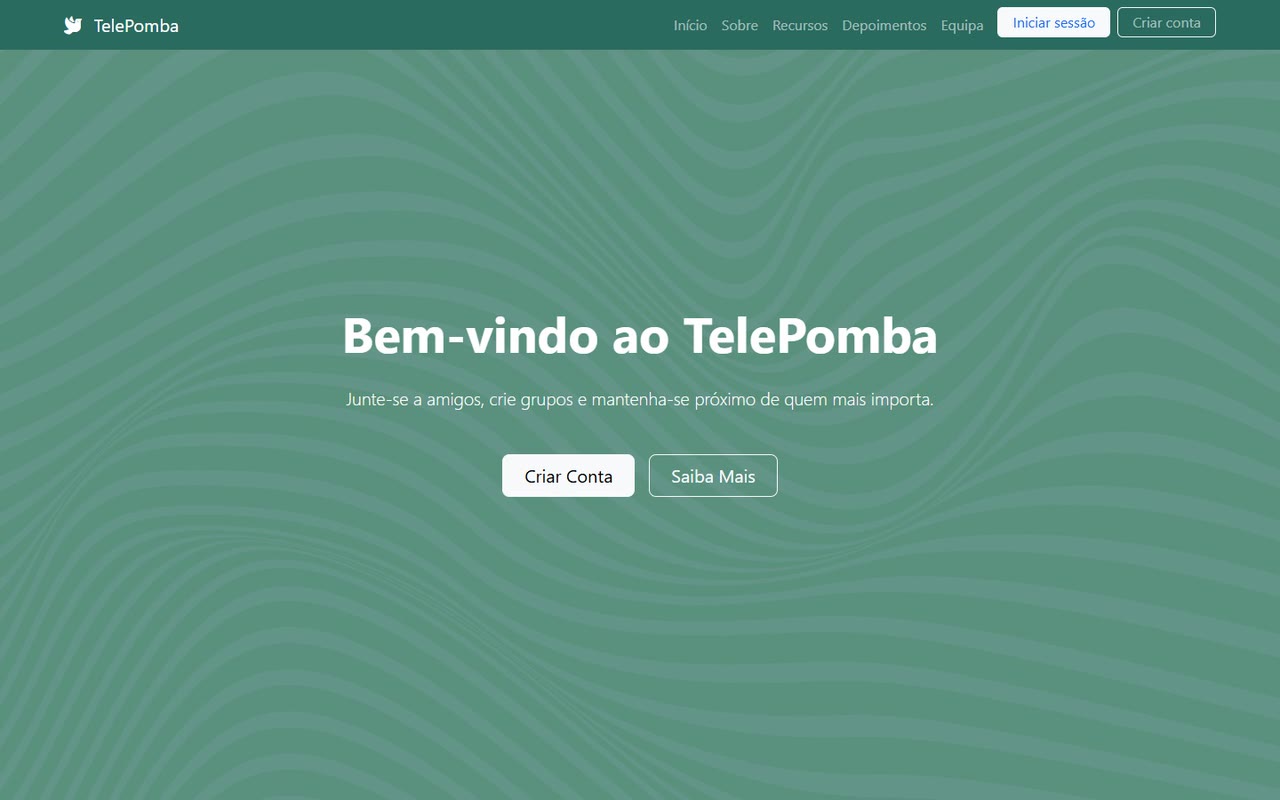 TelePomba
Início Sobre Recursos Depoimentos Equipa Iniciar sessão Criar conta
Bem-vindo ao TelePomba
Junte-se a amigos, crie grupos e mantenha-se próximo de quem mais importa.
Criar Conta Saiba Mais